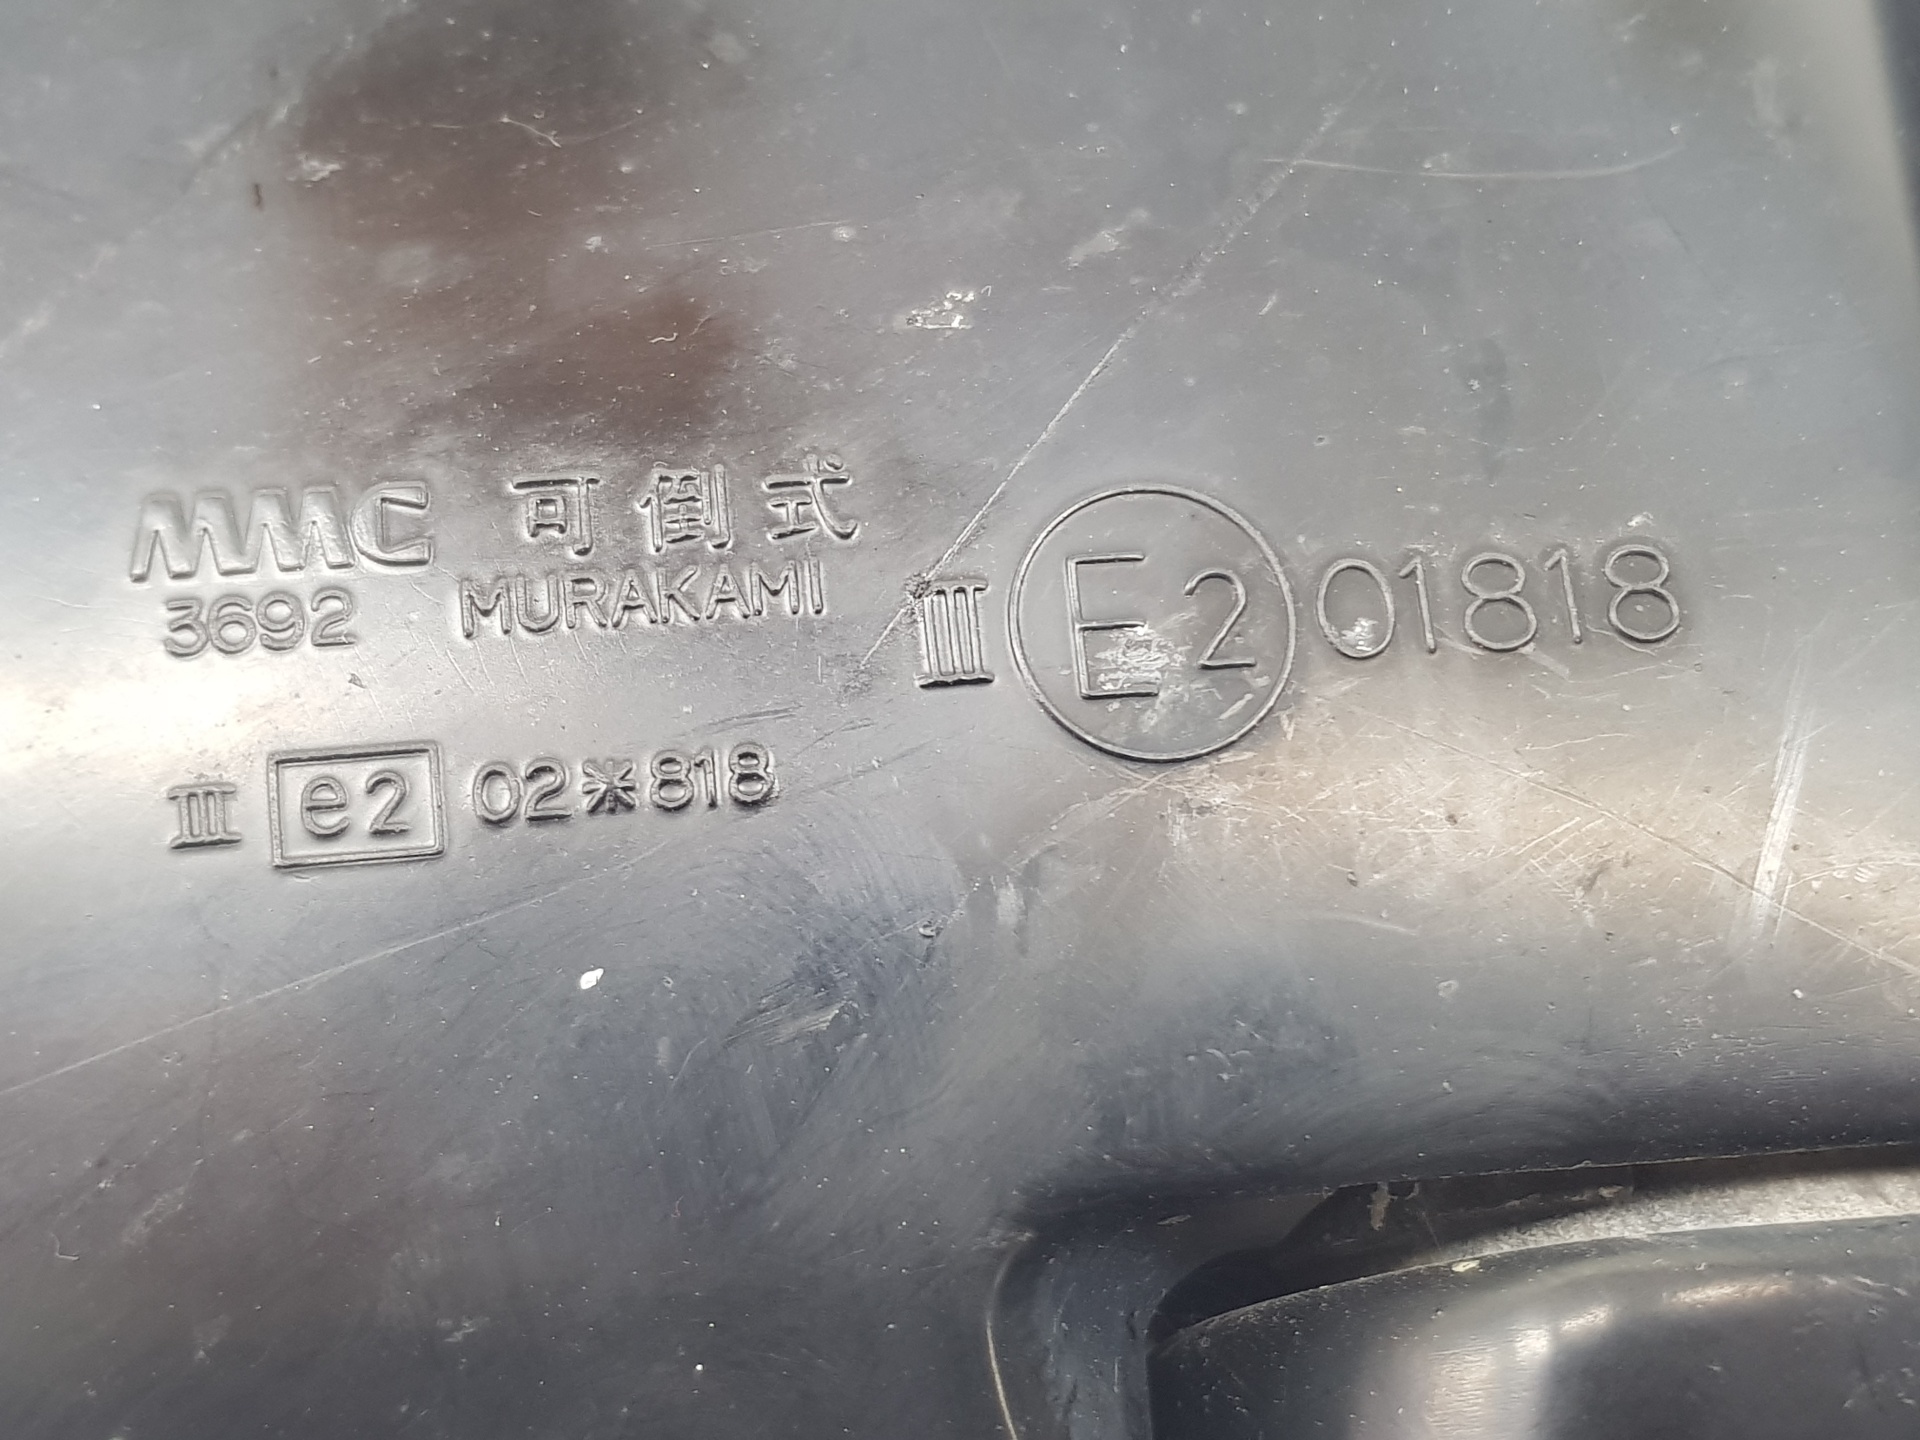 MMC 可倒式
3692 MURAKAMI
III E2 01818
III e2 02*818